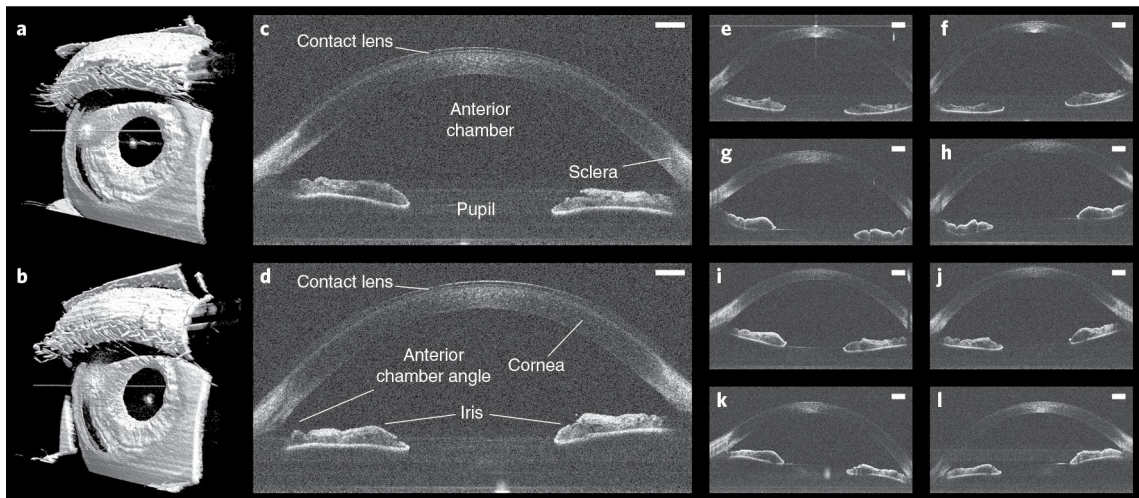 a
c
Contact lens
Anterior
chamber
Sclera
Pupil
e
f
g
h
b
d
Contact lens
Cornea
Anterior
chamber angle
Iris
i
j
k
l